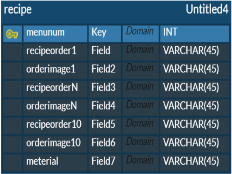 recipe Untitled4
menunum Key Domain INT
recipeorder1 Field Domain VARCHAR(45)
orderimage1 Field2 Domain VARCHAR(45)
recipeorderN Field3 Domain VARCHAR(45)
orderimageN Field4 Domain VARCHAR(45)
recipeorder10 Field5 Domain VARCHAR(45)
orderimage10 Field6 Domain VARCHAR(45)
meterial Field7 Domain VARCHAR(45)